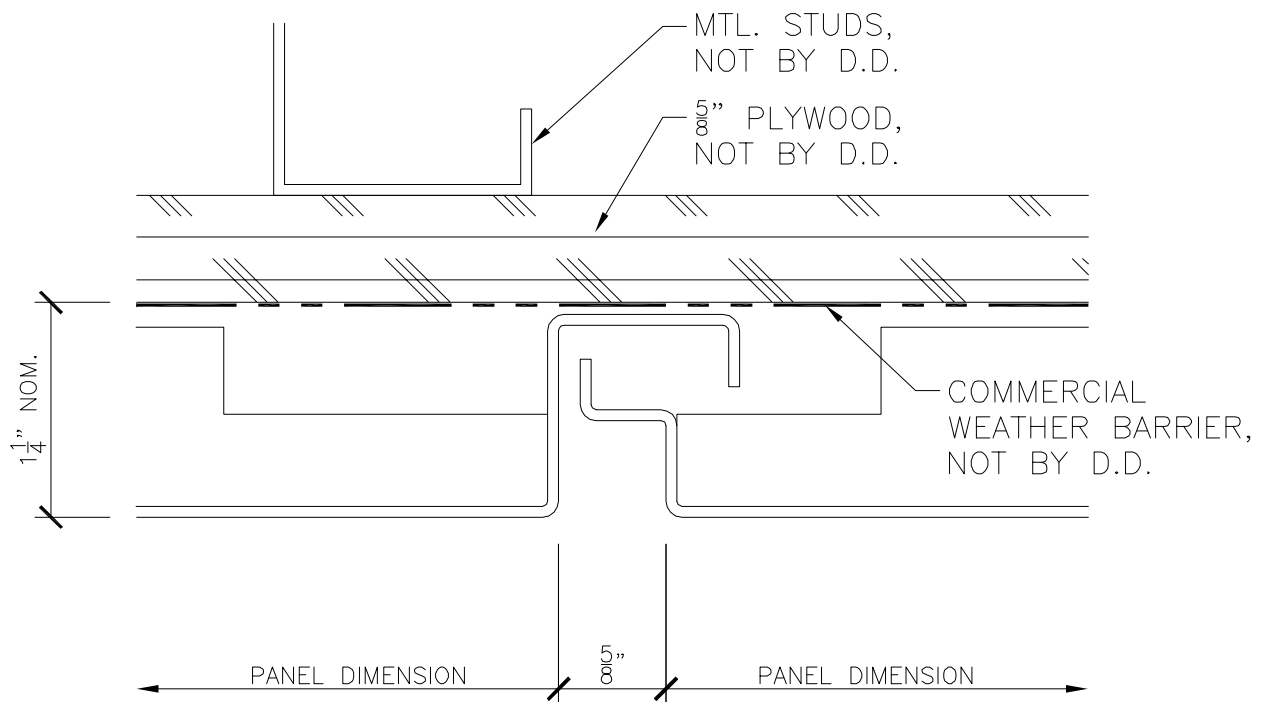 MTL. STUDS,
NOT BY D.D.
5/8" PLYWOOD,
NOT BY D.D.
1 1/4" NOM.
COMMERCIAL
WEATHER BARRIER,
NOT BY D.D.
PANEL DIMENSION
5/8"
PANEL DIMENSION